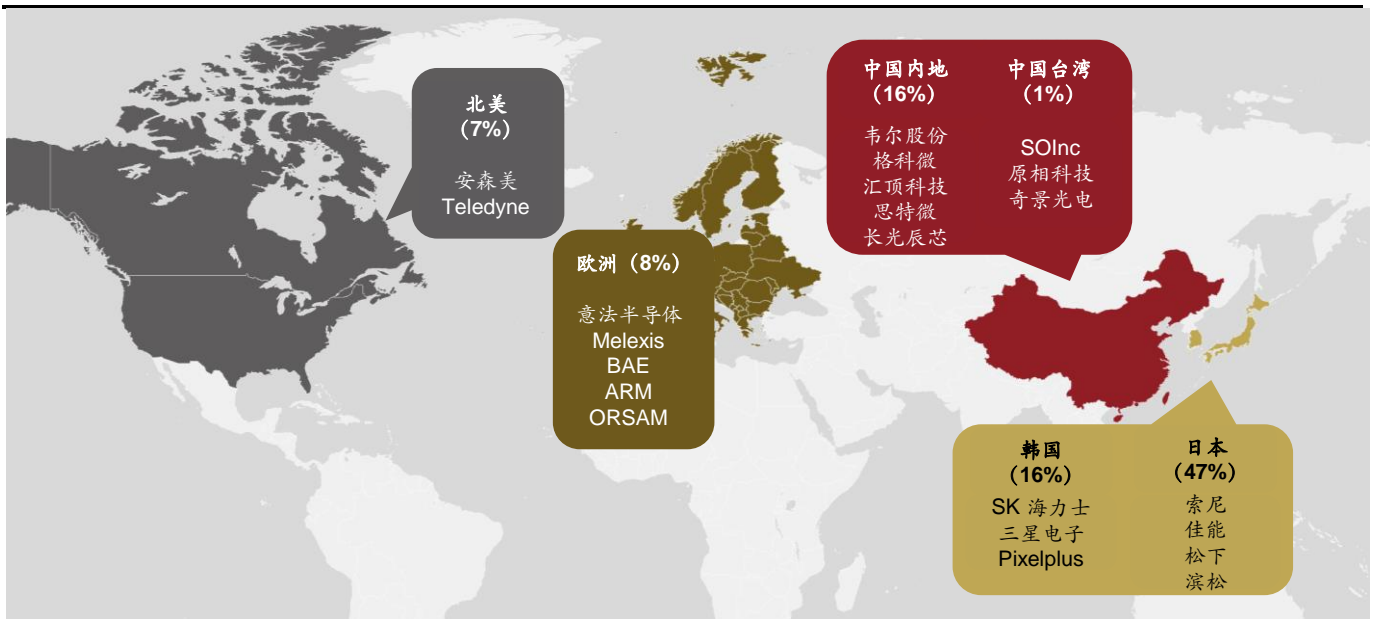 北美
（7%）
安森美
Teledyne
欧洲（8%）
意法半导体
Melexis
BAE
ARM
ORSAM
中国内地
（16%）
韦尔股份
格科微
汇顶科技
思特微
长光辰芯
中国台湾
（1%）
SOInc
原相科技
奇景光电
韩国
（16%）
SK 海力士
三星电子
Pixelplus
日本
（47%）
索尼
佳能
松下
滨松